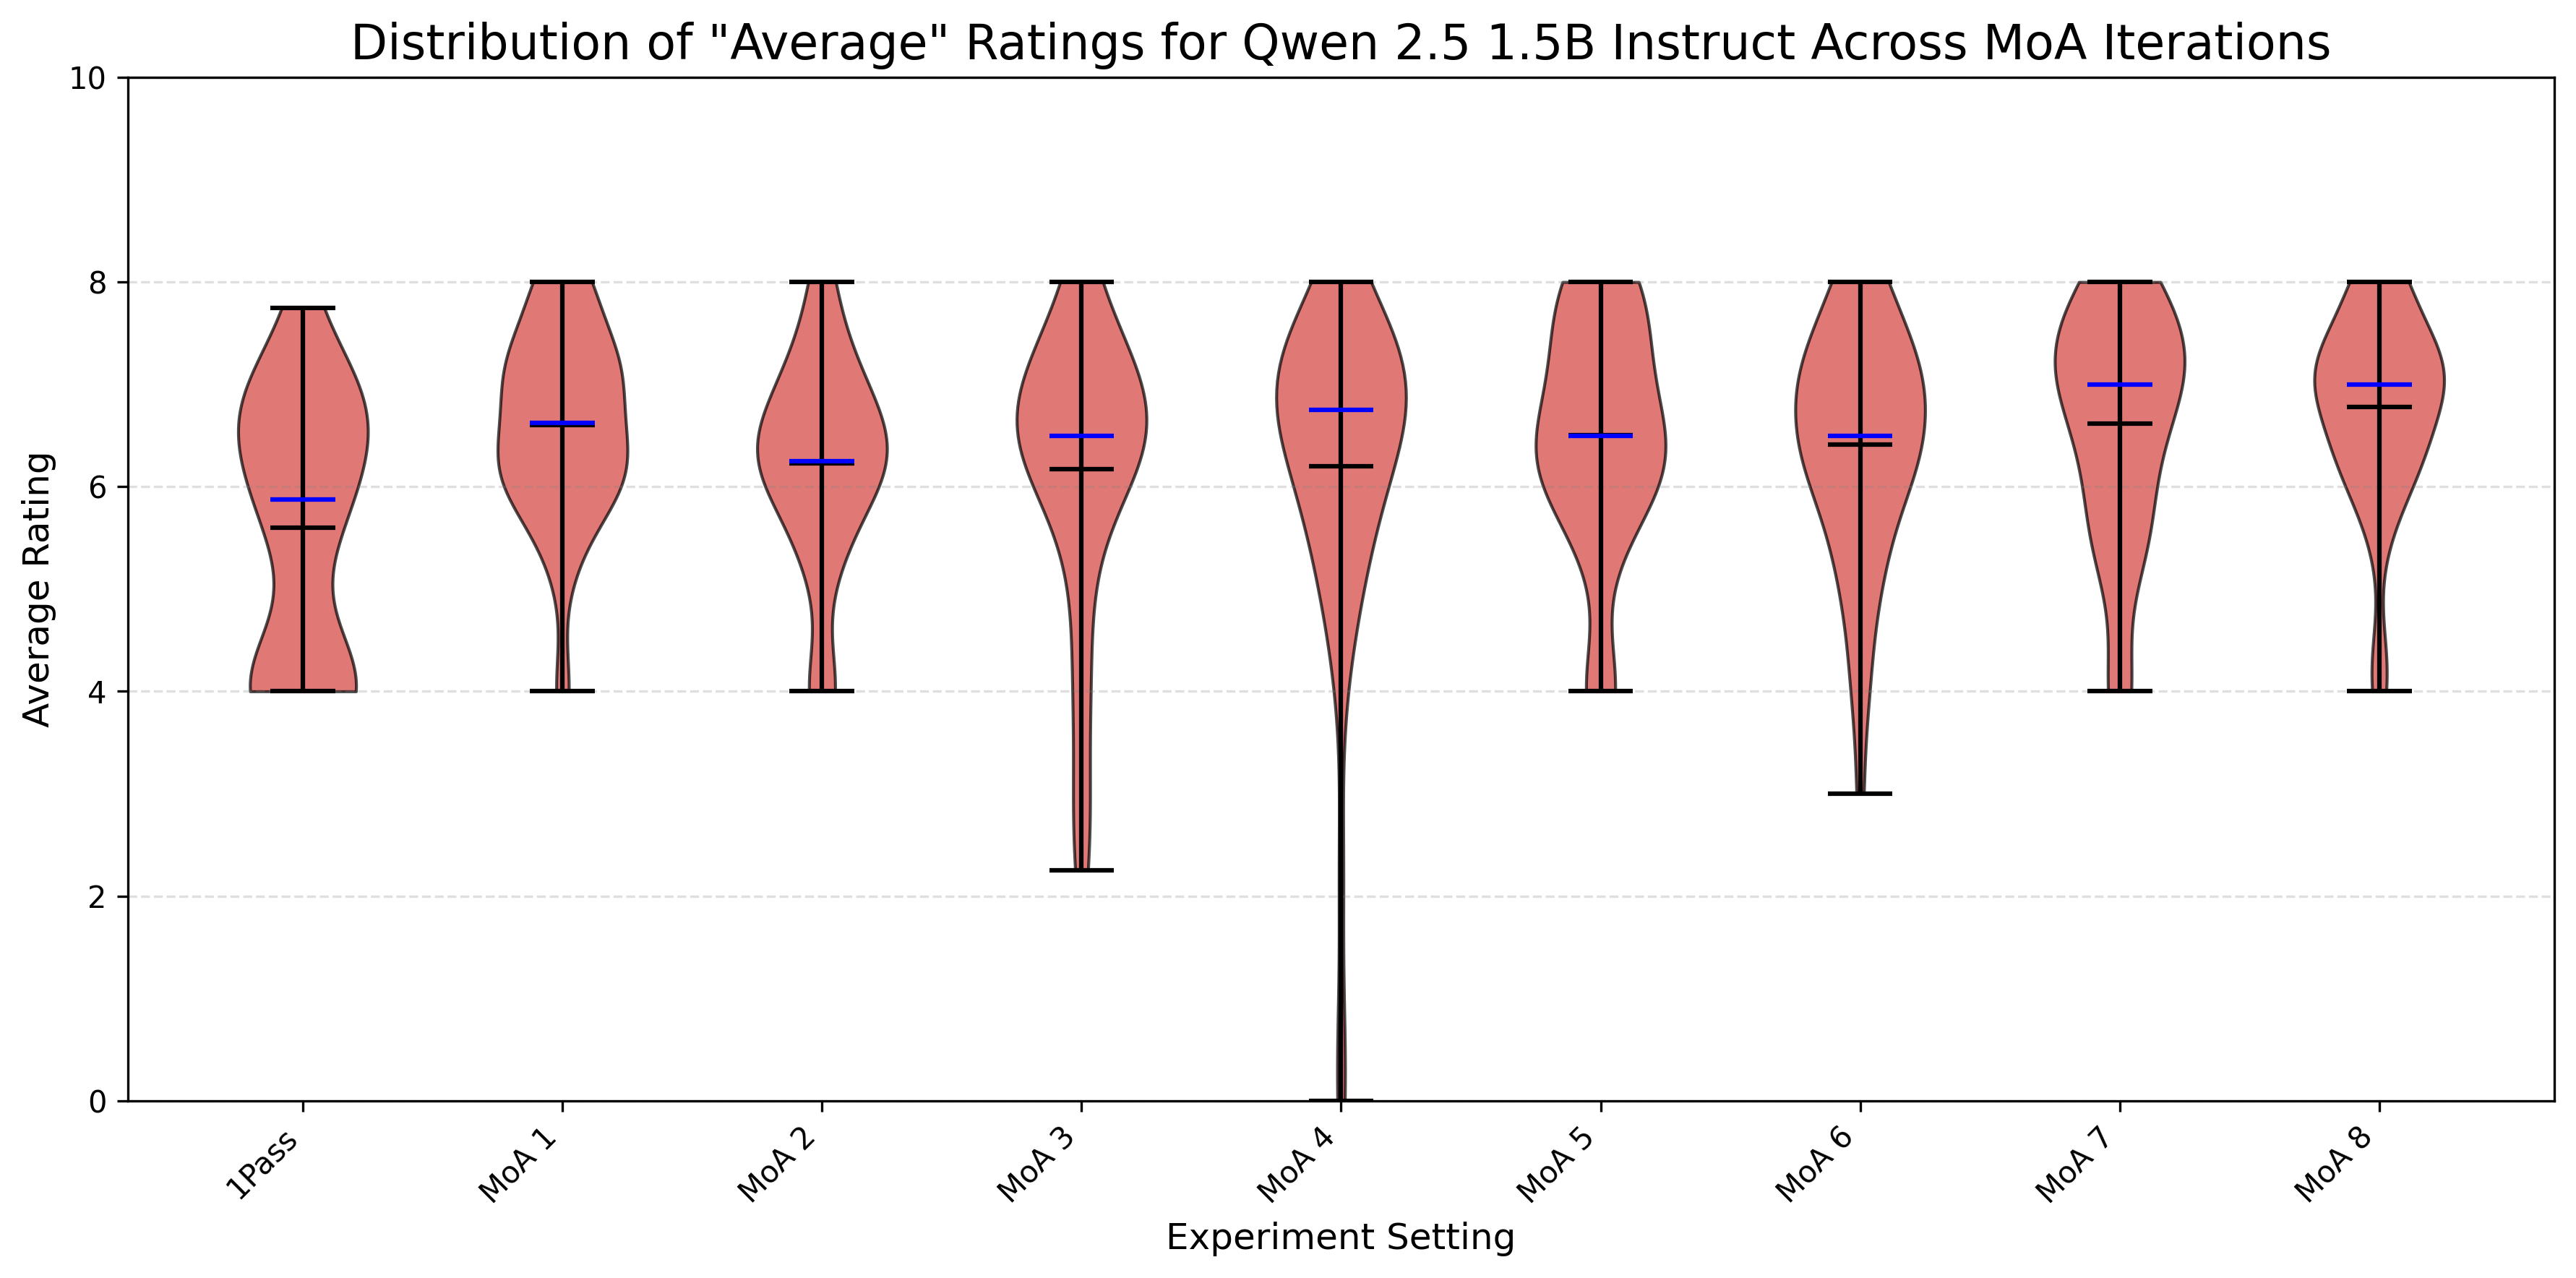 Distribution of "Average" Ratings for Qwen 2.5 1.5B Instruct Across MoA Iterations
10
8
6
4
2
0
Average Rating
1Pass
MoA 1
MoA 2
MoA 3
MoA 4
MoA 5
MoA 6
MoA 7
MoA 8
Experiment Setting